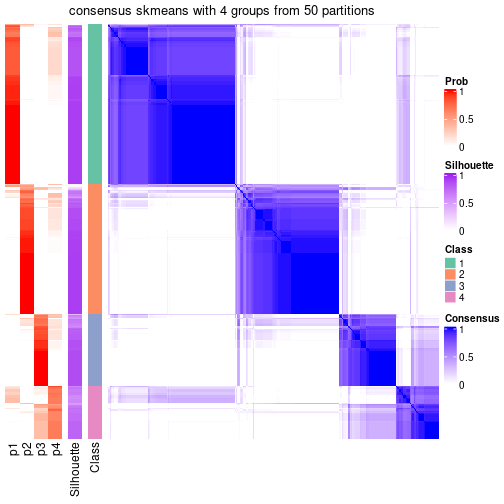 consensus skmeans with 4 groups from 50 partitions
Prob
1
0.5
0
Silhouette
1
0.5
0
Class
1
2
3
4
Consensus
1
0.5
0
p1
p2
p3
p4
Silhouette
Class